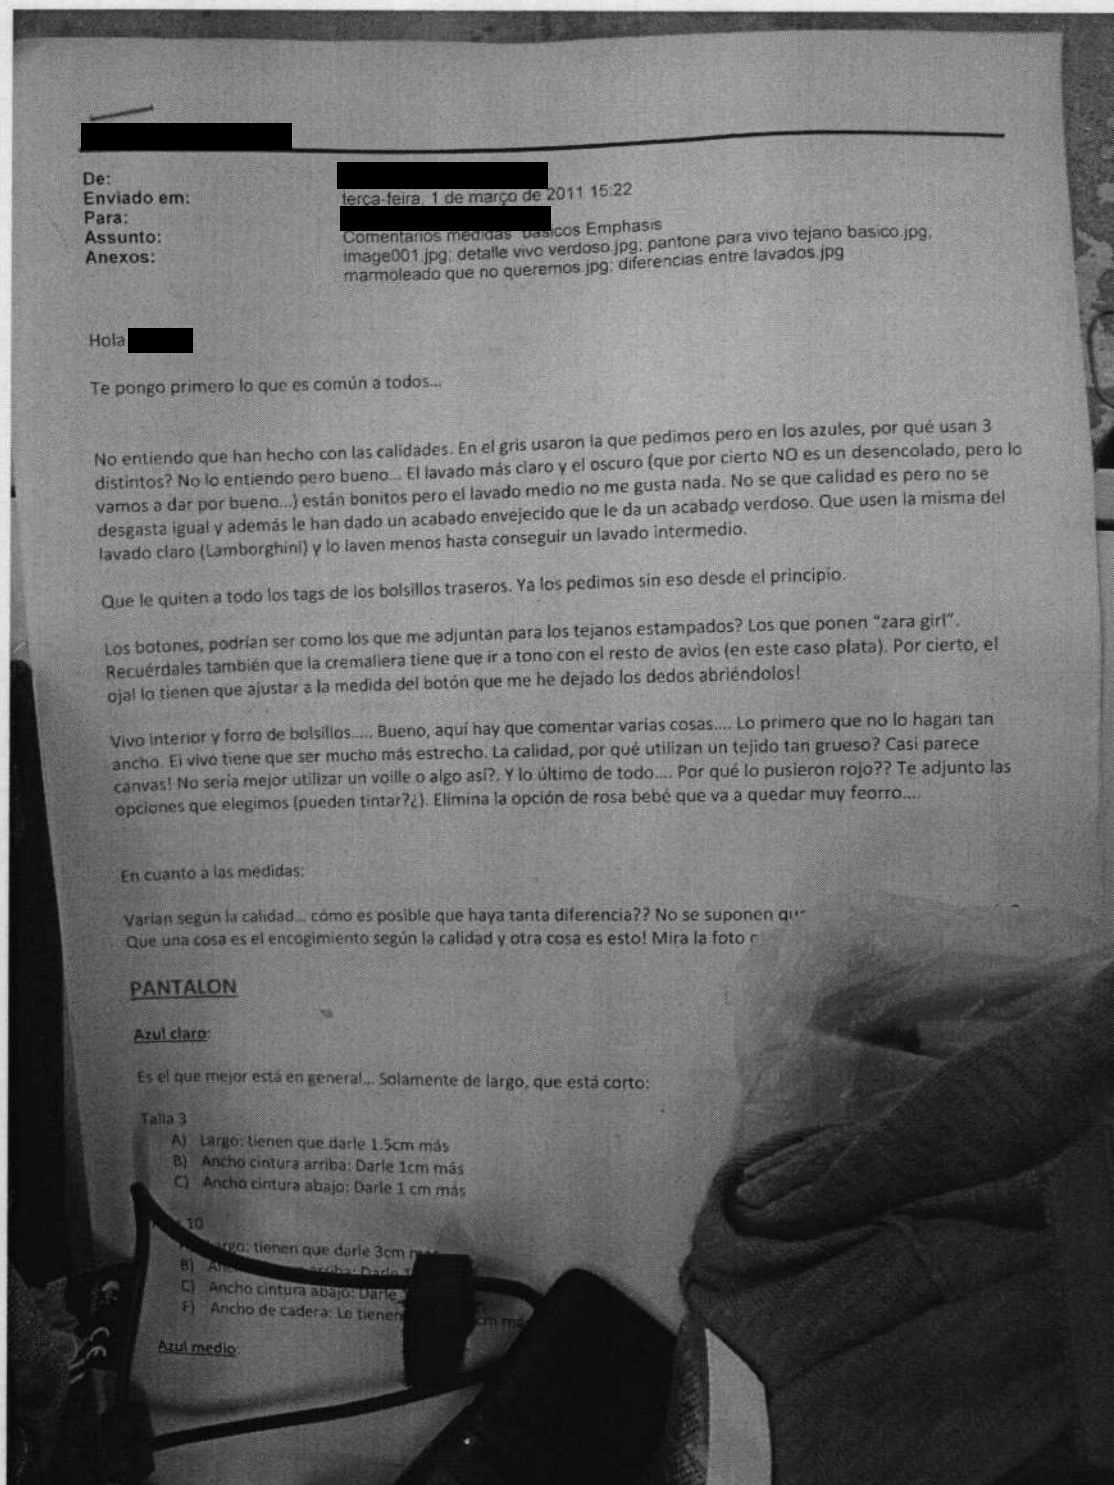 De:
Enviado em: terça-feira, 1 de março de 2011 15:22
Para:
Assunto: Comentarios medidas basicos Emphasis
Anexos: image001.jpg; detalle vivo verdoso.jpg; pantone para vivo tejano basico.jpg;
marmoleado que no queremos.jpg; diferencias entre lavados.jpg
Hola
Te pongo primero lo que es común a todos...
No entiendo que han hecho con las calidades. En el gris usaron la que pedimos pero en los azules, por qué usan 3
distintos? No lo entiendo pero bueno... El lavado más claro y el oscuro (que por cierto NO es un desencolado, pero lo
vamos a dar por bueno...) están bonitos pero el lavado medio no me gusta nada. No se que calidad es pero no se
desgasta igual y además le han dado un acabado envejecido que le da un acabado verdoso. Que usen la misma del
lavado claro (Lamborghini) y lo laven menos hasta conseguir un lavado intermedio.
Que le quiten a todo los tags de los bolsillos traseros. Ya los pedimos sin eso desde el principio.
Los botones, podrían ser como los que me adjuntan para los tejanos estampados? Los que ponen "zara girl".
Recuérdales también que la cremallera tiene que ir a tono con el resto de avios (en este caso plata). Por cierto, el
ojal lo tienen que ajustar a la medida del botón que me he dejado los dedos abriéndolos!
Vivo interior y forro de bolsillos..... Bueno, aquí hay que comentar varias cosas.... Lo primero que no lo hagan tan
ancho. El vivo tiene que ser mucho más estrecho. La calidad, por qué utilizan un tejido tan grueso? Casi parece
canvas! No seria mejor utilizar un voille o algo así?. Y lo último de todo.... Por qué lo pusieron rojo?? Te adjunto las
opciones que elegimos (pueden tintar?¿). Elimina la opción de rosa bebé que va a quedar muy feorro....
En cuanto a las medidas:
Varían según la calidad... cómo es posible que haya tanta diferencia?? No se suponen
Que una cosa es el encogimiento según la calidad y otra cosa es esto! Mira la foto
PANTALON
Azul claro:
Es el que mejor está en general... Solamente de largo, que está corto:
Talla 3
A) Largo: tienen que darle 1.5cm más
B) Ancho cintura arriba: Darle 1cm más
C) Ancho cintura abajo: Darle 1 cm más
10
Largo: tienen que darle 3cm
B) arriba: Darle
C) Ancho cintura abajo: Darle
F) Ancho de cadera: Le tienen cm
Azul medio: